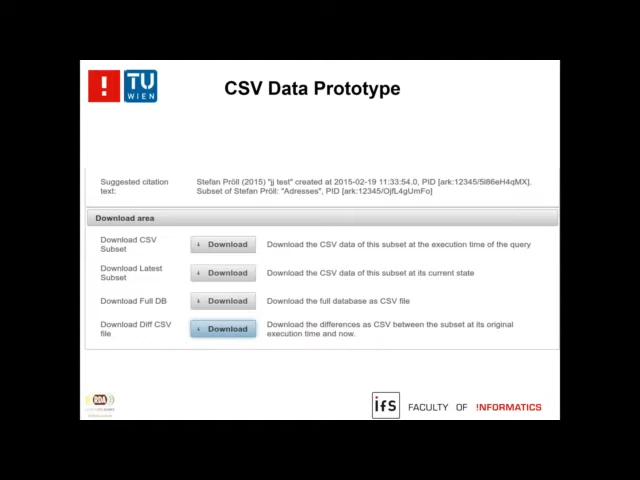 TU
WIEN
CSV Data Prototype
Suggested citation text:
Stefan Pröll (2015) "jj test" created at 2015-02-19 11:33:54.0, PID [ark:12345/5I86eH4qMX].
Subset of Stefan Pröll: "Adresses", PID [ark:12345/OjfL4gUmFo]
Download area
Download CSV Subset
Download
Download the CSV data of this subset at the execution time of the query
Download Latest Subset
Download
Download the CSV data of this subset at its current state
Download Full DB
Download
Download the full database as CSV file
Download Diff CSV file
Download
Download the differences as CSV between the subset at its original
execution time and now.
RDA
ifs
FACULTY OF !NFORMATICS